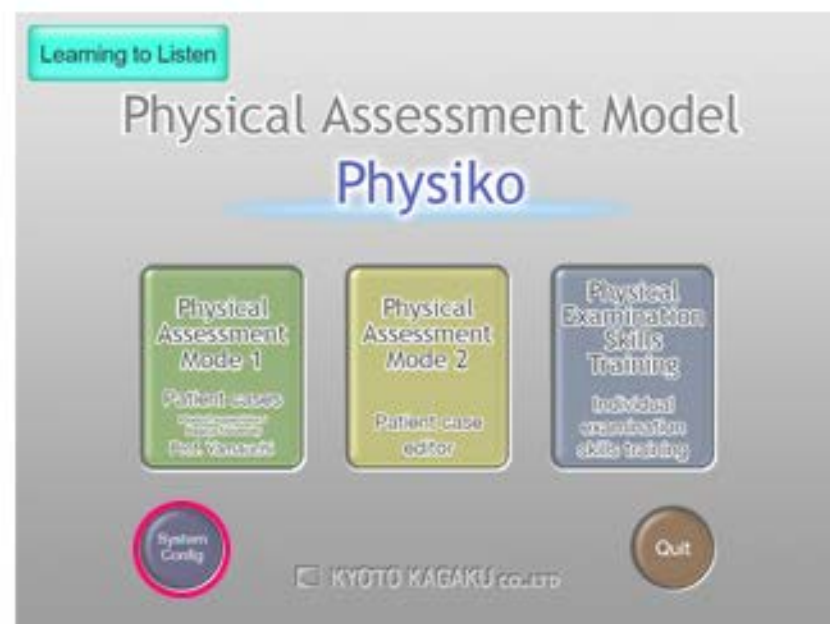 Learning to Listen
Physical Assessment Model
Physiko
Physical
Assessment
Mode 1
Patient cases
Prof. Yamauchi
Physical
Assessment
Mode 2
Patient case
editor
Physical
Examination
Skills
Training
Individual
examination
skills training
System
Config
Quit
KYOTO KAGAKU CO.,LTD